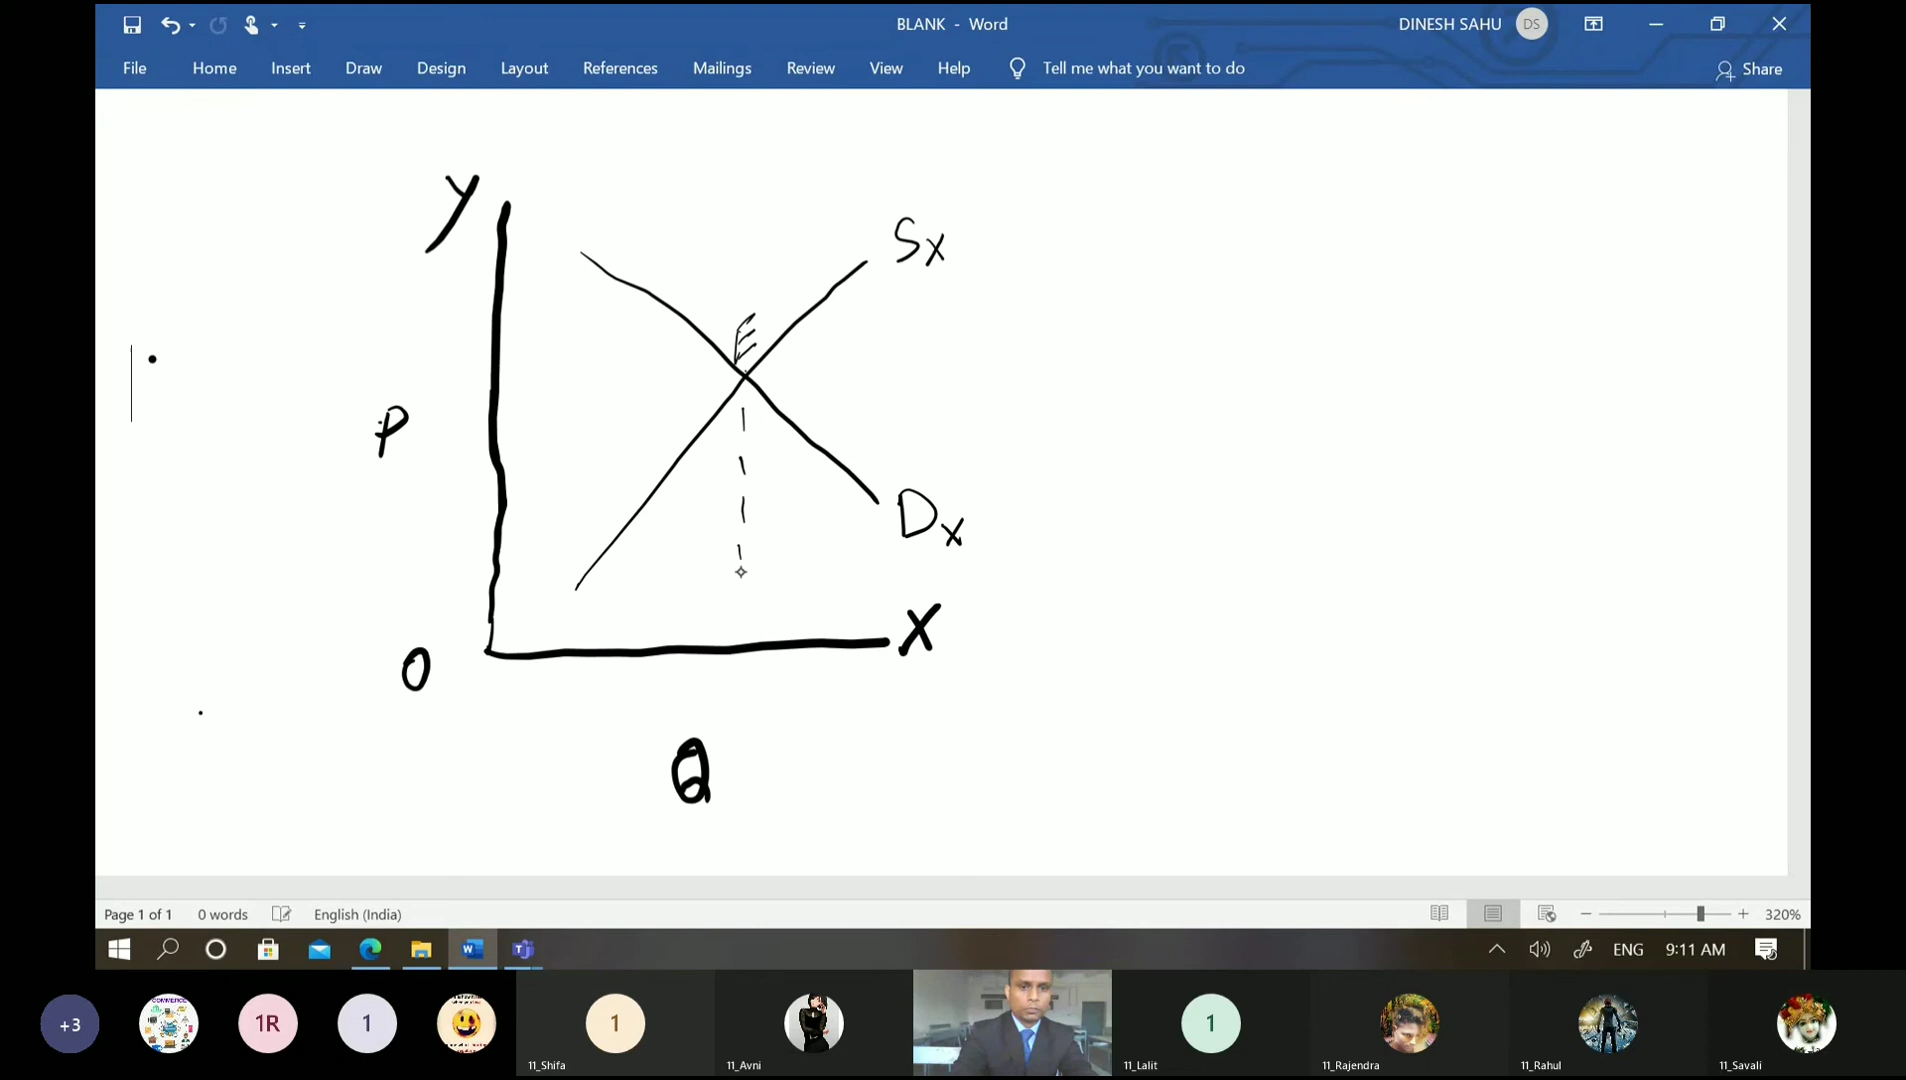 BLANK - Word
DINESH SAHU DS
File Home Insert Draw Design Layout References Mailings Review View Help Tell me what you want to do Share
Y
Sx
E
P
Dx
X
O
Q
Page 1 of 1 0 words English (India) 320%
ENG 9:11 AM
+3 1R 1 1 1
COMMERCE
11_Shifa 11_Avni 11_Lalit 11_Rajendra 11_Rahul 11_Savali